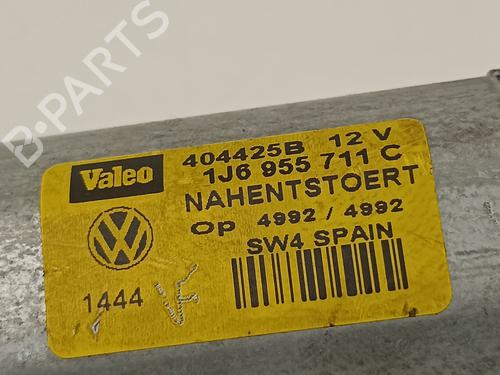 B-PARTS
404425B 12 V
Valeo
1J6 955 711 C
NAHENTSTOERT
Op 4992 / 4992
SW4 SPAIN
1444